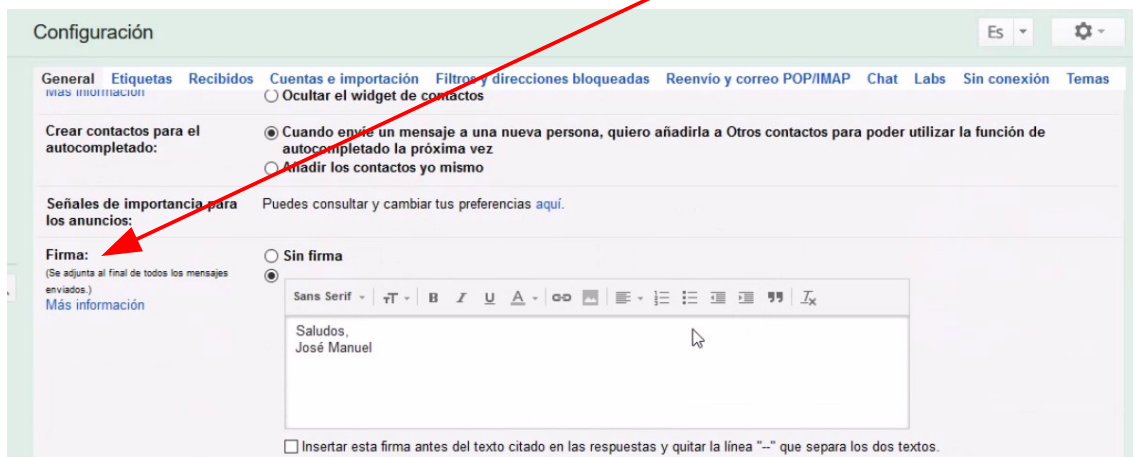 Configuración
Es
General Etiquetas Recibidos Cuentas e importación Filtros y direcciones bloqueadas Reenvío y correo POP/IMAP Chat Labs Sin conexión Temas
Más información
Ocultar el widget de contactos
Crear contactos para el autocompletado:
Cuando envíe un mensaje a una nueva persona, quiero añadirla a Otros contactos para poder utilizar la función de
autocompletado la próxima vez
Añadir los contactos yo mismo
Señales de importancia para
los anuncios:
Puedes consultar y cambiar tus preferencias aquí.
Firma:
(Se adjunta al final de todos los mensajes
enviados.)
Más información
Sin firma
Sans Serif
Saludos,
José Manuel
Insertar esta firma antes del texto citado en las respuestas y quitar la línea "--" que separa los dos textos.